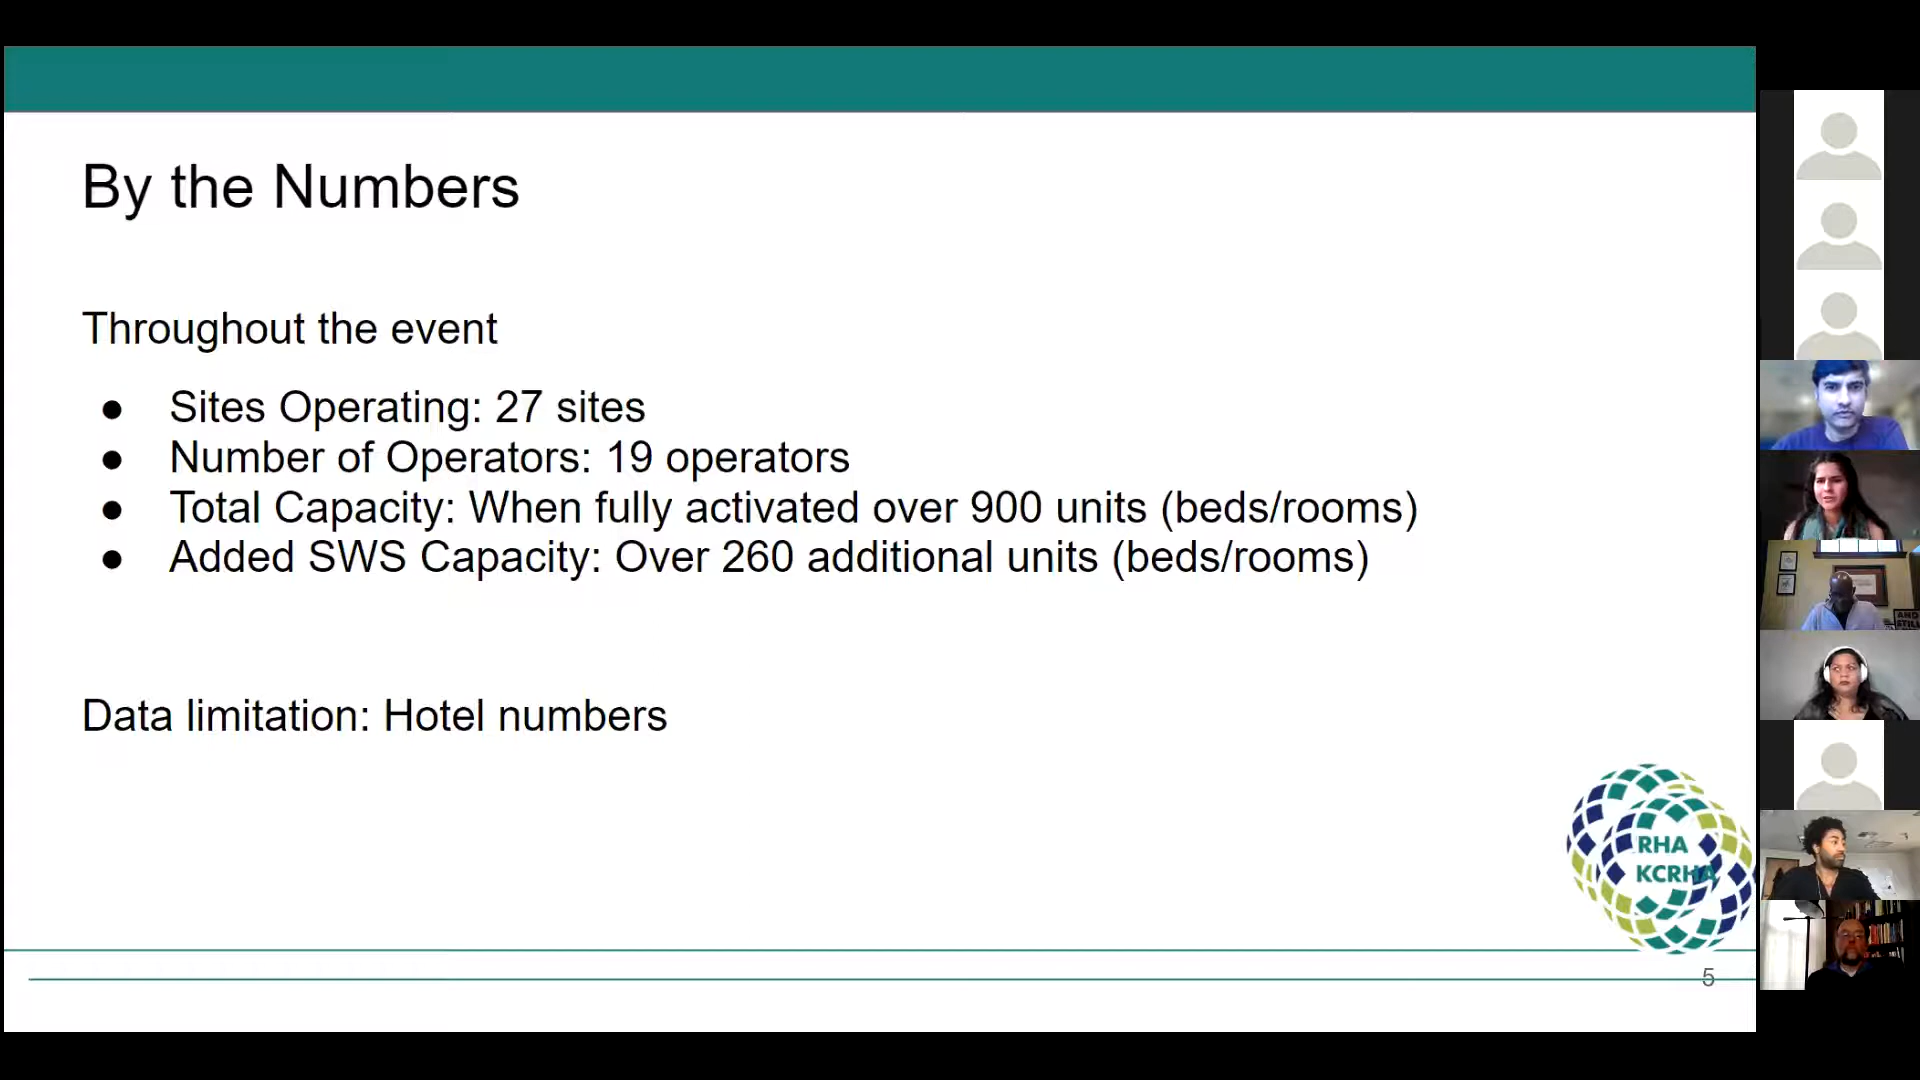 By the Numbers
Throughout the event
● Sites Operating: 27 sites
● Number of Operators: 19 operators
● Total Capacity: When fully activated over 900 units (beds/rooms)
● Added SWS Capacity: Over 260 additional units (beds/rooms)
Data limitation: Hotel numbers
RHA
KCRHA
5
AND
STILL